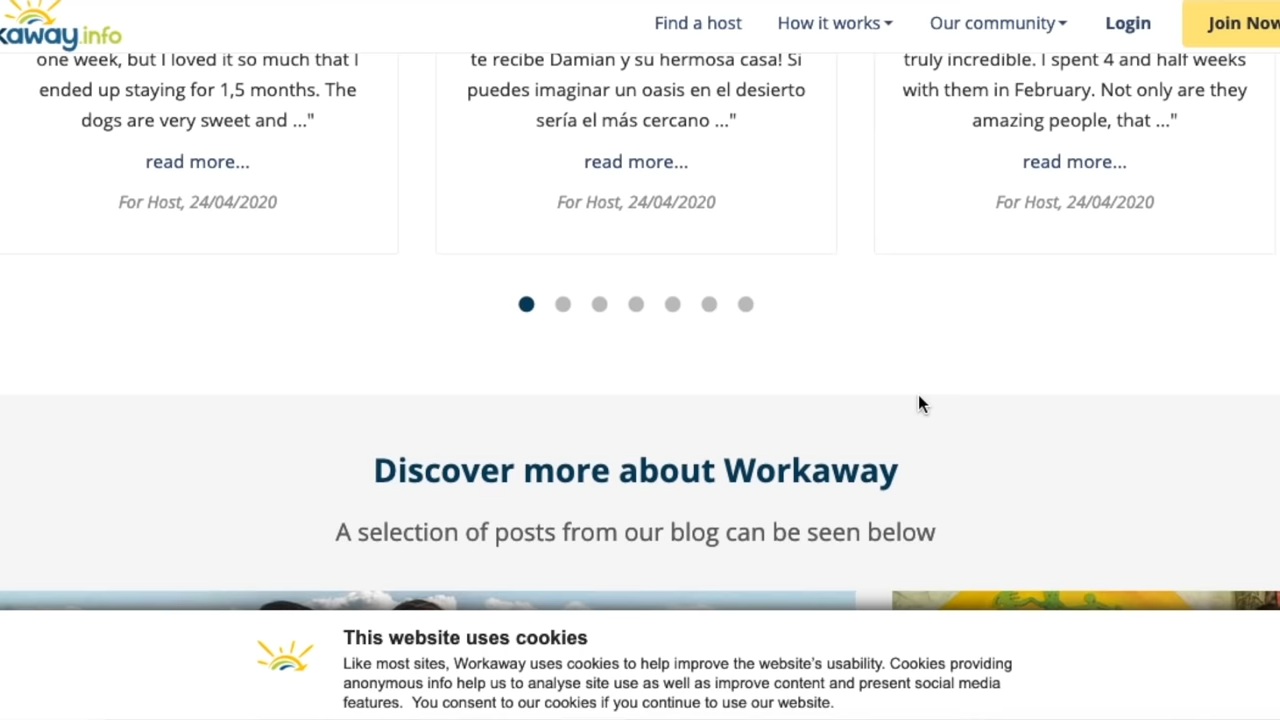 kaway.info
Find a host
How it works
Our community
Login
Join Now
one week, but I loved it so much that I
ended up staying for 1,5 months. The
dogs are very sweet and ..."
read more...
For Host, 24/04/2020
te recibe Damian y su hermosa casa! Si
puedes imaginar un oasis en el desierto
sería el más cercano ..."
read more...
For Host, 24/04/2020
truly incredible. I spent 4 and half weeks
with them in February. Not only are they
amazing people, that ..."
read more...
For Host, 24/04/2020
Discover more about Workaway
A selection of posts from our blog can be seen below
This website uses cookies
Like most sites, Workaway uses cookies to help improve the website's usability. Cookies providing
anonymous info help us to analyse site use as well as improve content and present social media
features. You consent to our cookies if you continue to use our website.